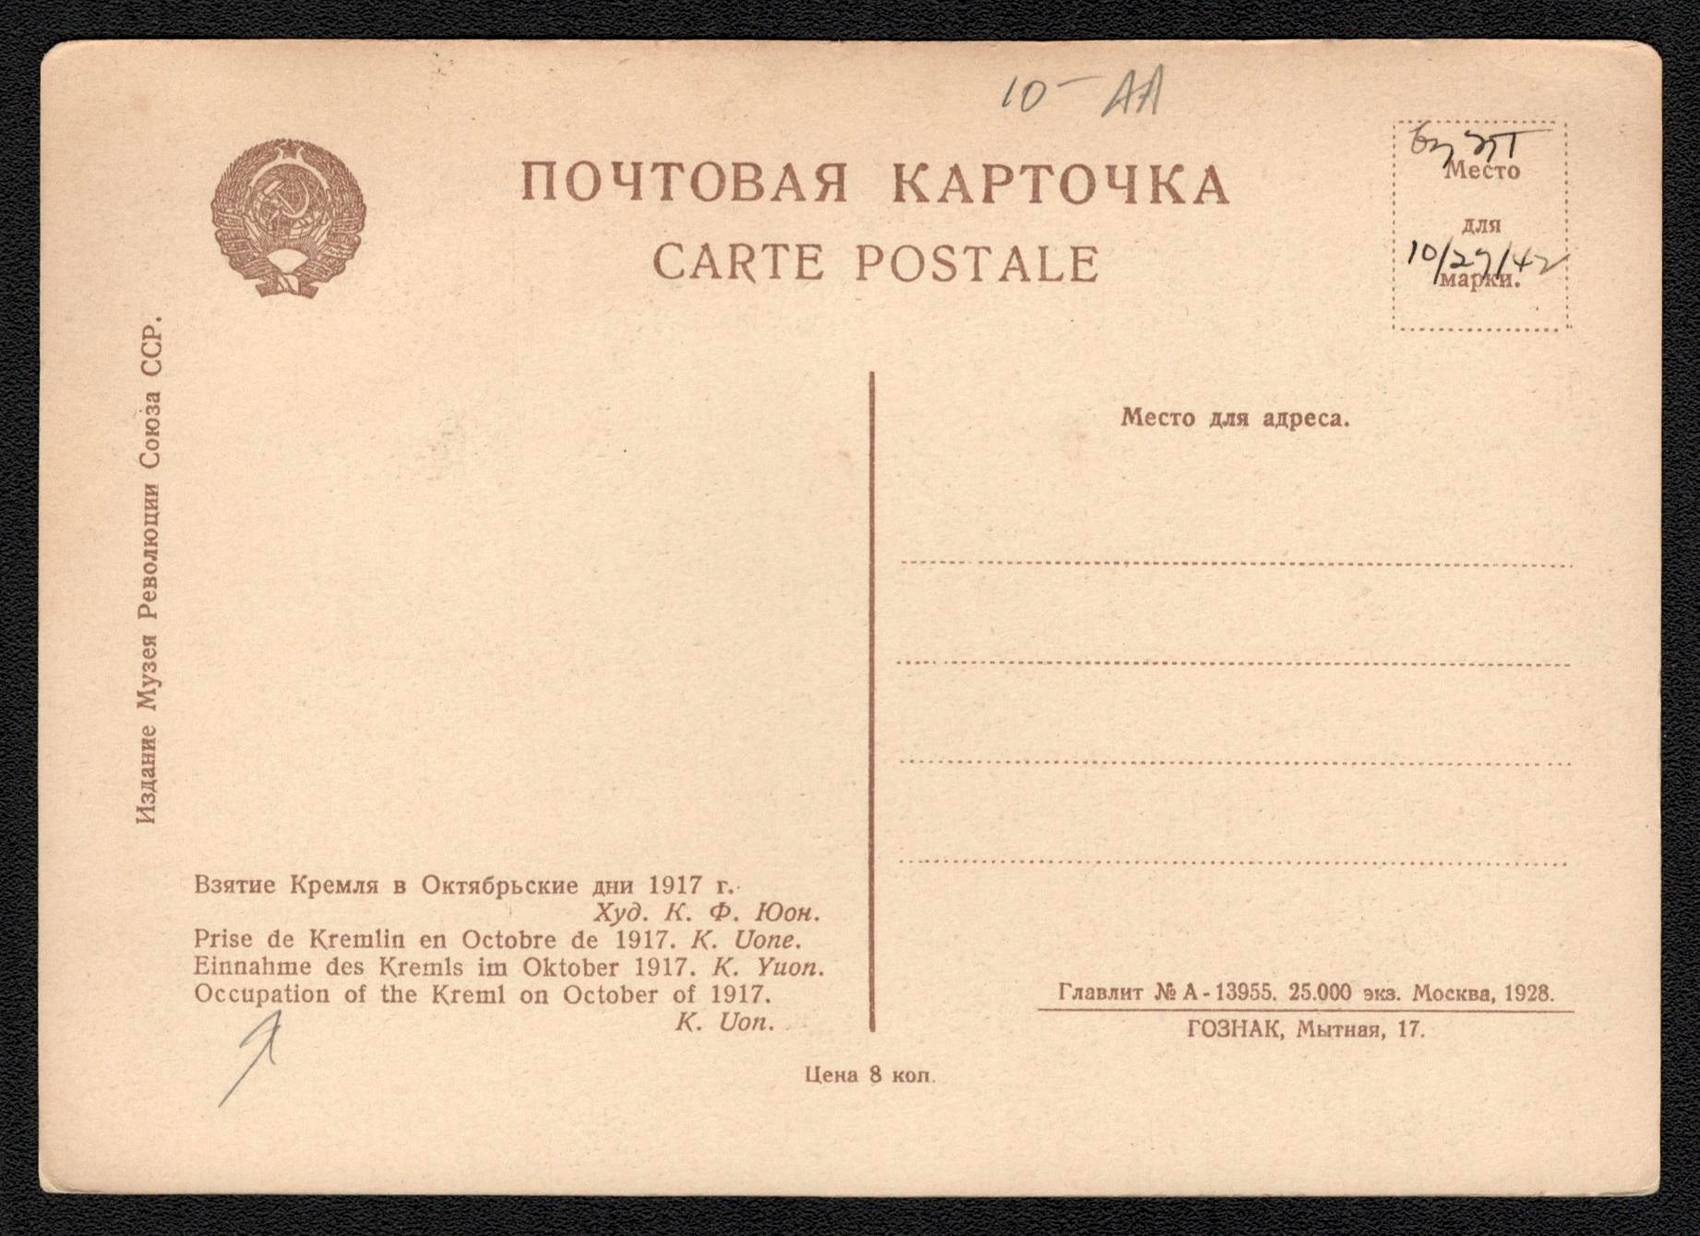 10 - АА
ПОЧТОВАЯ КАРТОЧКА
CARTE POSTALE
Место
для
10/29/42
марки.
Издание Музея Революции Союза ССР.
Место для адреса.
Взятие Кремля в Октябрьские дни 1917 г.
Худ. К. Ф. Юон.
Prise de Kremlin en Octobre de 1917. K. Uone.
Einnahme des Kremls im Oktober 1917. K. Yuon.
Occupation of the Kreml on October of 1917.
K. Uon.
Главлит № А-13955. 25.000 экз. Москва, 1928.
ГОЗНАК, Мытная, 17.
Цена 8 коп.